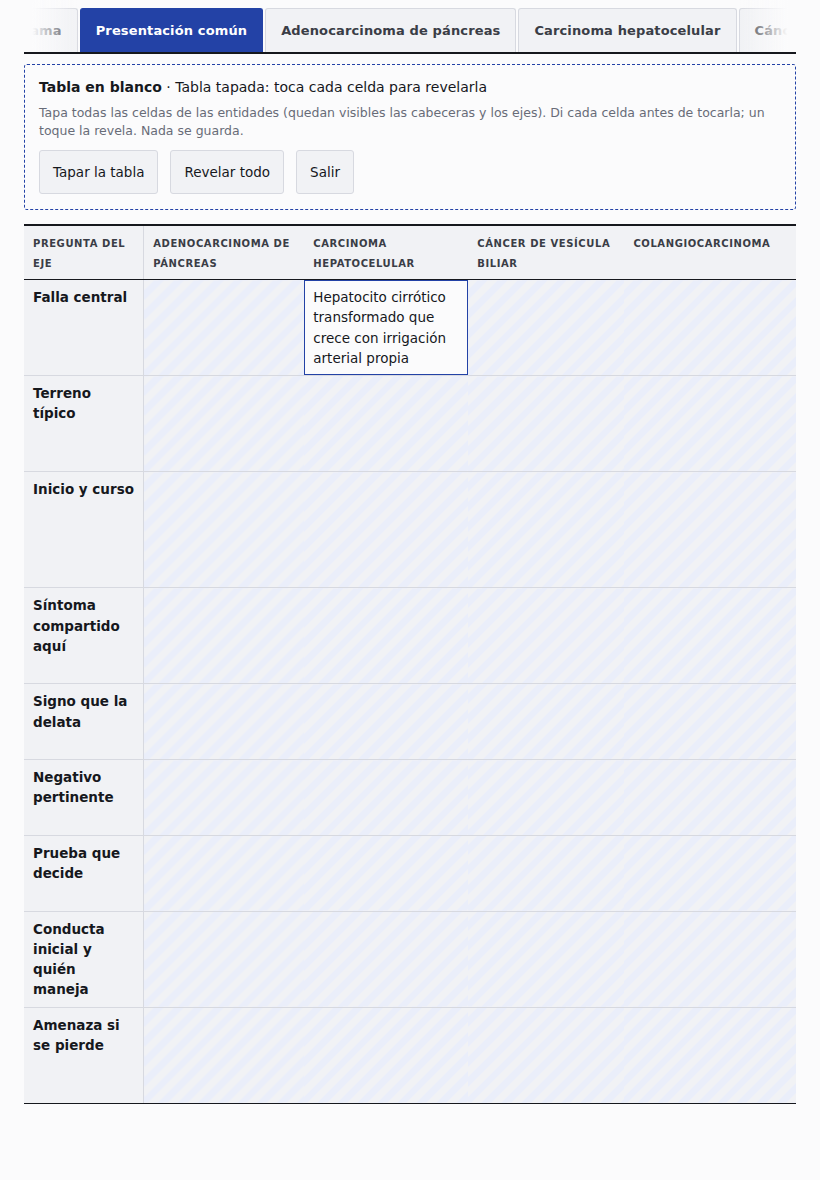 ama
Presentación común
Adenocarcinoma de páncreas
Carcinoma hepatocelular
Cánc
Tabla en blanco · Tabla tapada: toca cada celda para revelarla
Tapa todas las celdas de las entidades (quedan visibles las cabeceras y los ejes). Di cada celda antes de tocarla; un
toque la revela. Nada se guarda.
Tapar la tabla
Revelar todo
Salir
PREGUNTA DEL
EJE
ADENOCARCINOMA DE
PÁNCREAS
CARCINOMA
HEPATOCELULAR
CÁNCER DE VESÍCULA
BILIAR
COLANGIOCARCINOMA
Falla central
Hepatocito cirrótico
transformado que
crece con irrigación
arterial propia
Terreno
típico
Inicio y curso
Síntoma
compartido
aquí
Signo que la
delata
Negativo
pertinente
Prueba que
decide
Conducta
inicial y
quién
maneja
Amenaza si
se pierde